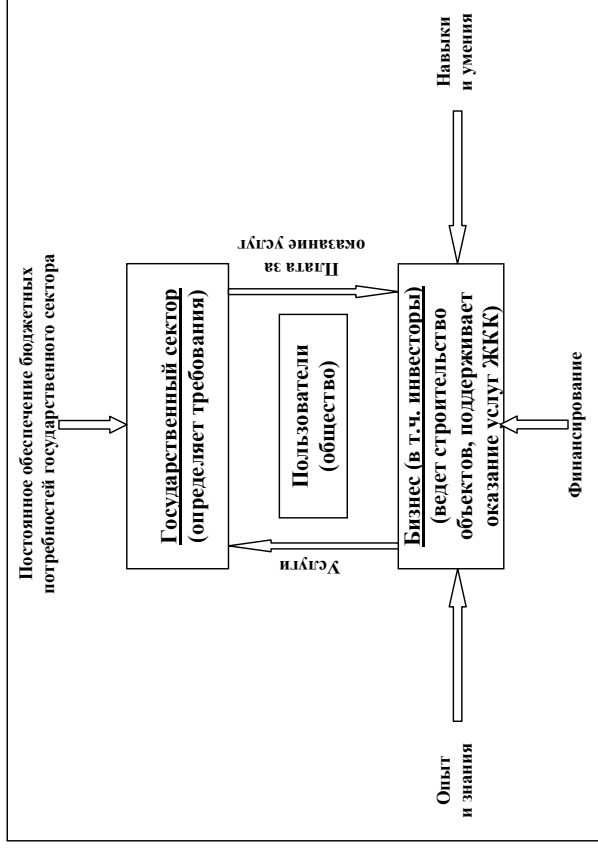 Постоянное обеспечение бюджетных
потребностей государственного сектора
Государственный сектор
(определяет требования)
Услуги
Пользователи
(общество)
Плата за
оказание услуг
Опыт
и знания
Бизнес (в т.ч. инвесторы)
(ведет строительство
объектов, поддерживает
оказание услуг ЖКК)
Навыки
и умения
Финансирование